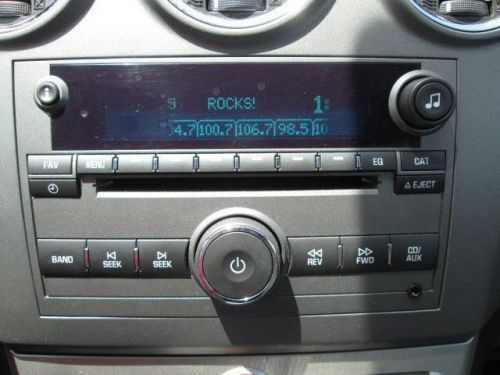 S ROCKS! 1
4.7 100.7 106.7 98.5 10
FAV MENU EQ CAT
EJECT
BAND SEEK SEEK REV FWD CD/
AUX